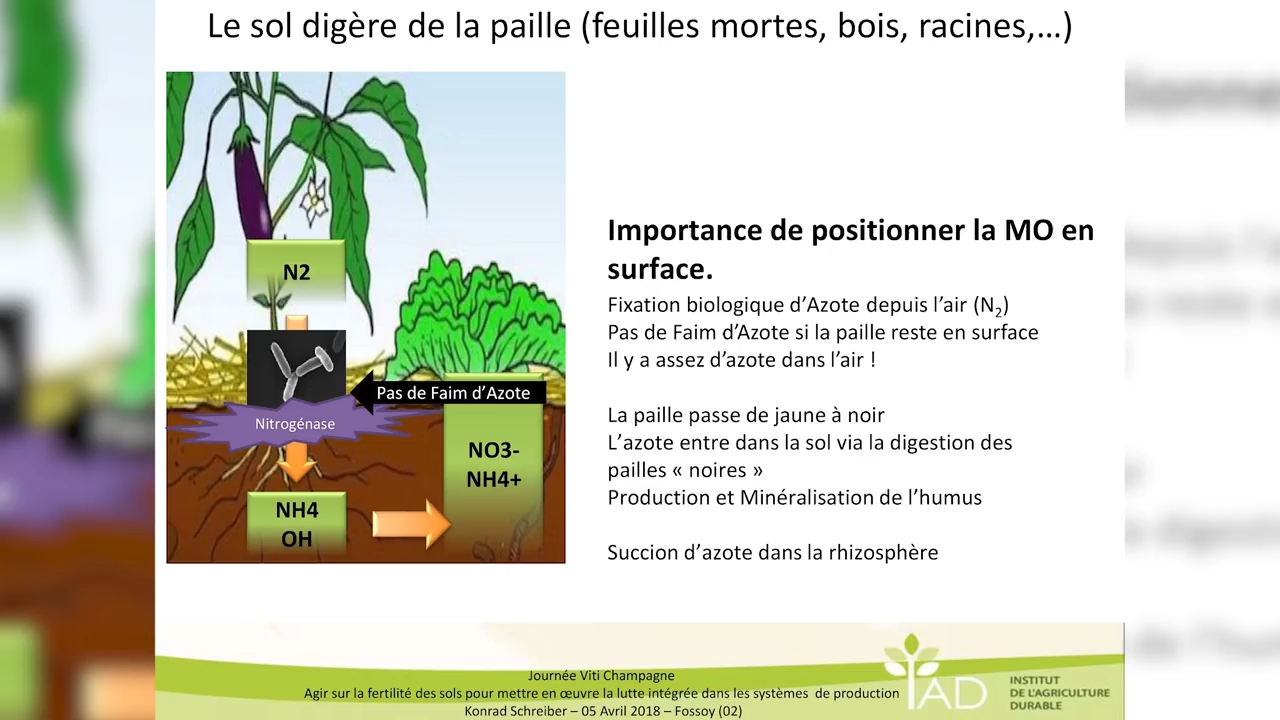 Le sol digère de la paille (feuilles mortes, bois, racines,…)
N2
Nitrogénase
Pas de Faim d’Azote
NO3-
NH4+
NH4
OH
Importance de positionner la MO en
surface.
Fixation biologique d’Azote depuis l’air (N₂)
Pas de Faim d’Azote si la paille reste en surface
Il y a assez d’azote dans l’air !
La paille passe de jaune à noir
L’azote entre dans la sol via la digestion des
pailles « noires »
Production et Minéralisation de l’humus
Succion d’azote dans la rhizosphère
Journée Viti Champagne
Agir sur la fertilité des sols pour mettre en œuvre la lutte intégrée dans les systèmes de production
Konrad Schreiber – 05 Avril 2018 – Fossoy (02)
IAD
INSTITUT
DE L'AGRICULTURE
DURABLE